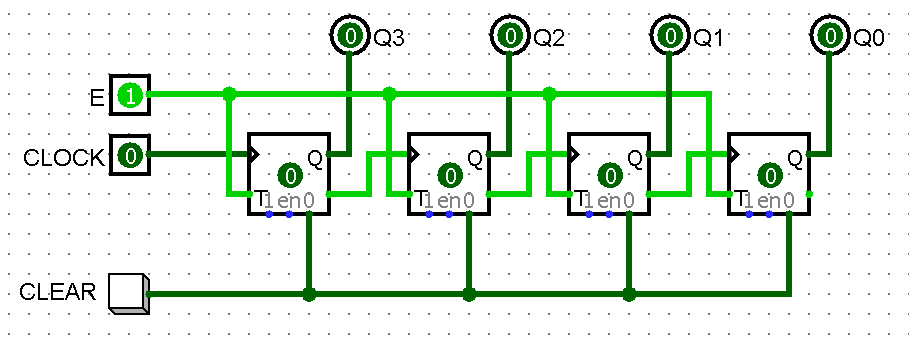 0 Q3 0 Q2 0 Q1 0 Q0
E 1
CLOCK 0
Q Q Q Q
0 0 0 0
T 1 en 0 T 1 en 0 T 1 en 0 T 1 en 0
CLEAR